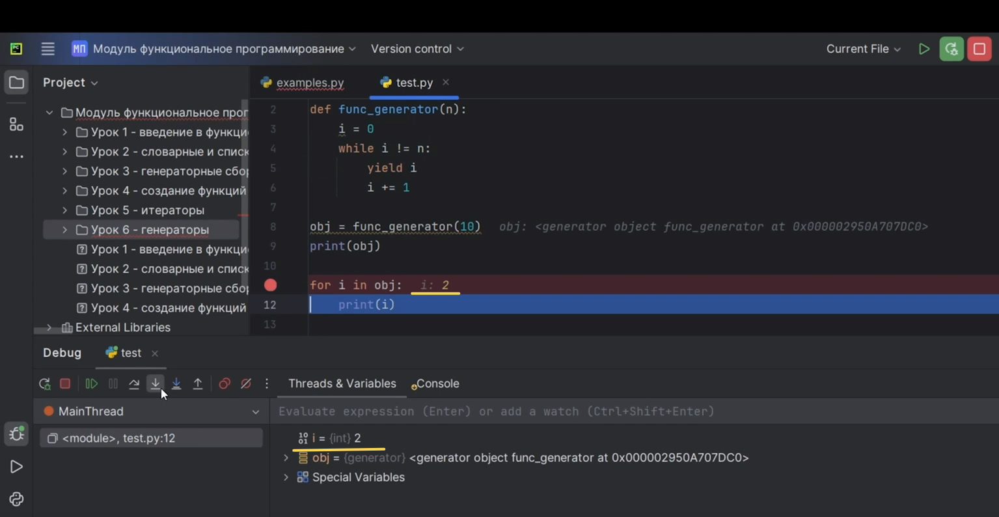 МП Модуль функциональное программирование Version control Current File
Project
examples.py test.py
Модуль функциональное прог
Урок 1 - введение в функци
Урок 2 - словарные и списк
Урок 3 - генераторные сбор
Урок 4 - создание функций
Урок 5 - итераторы
Урок 6 - генераторы
Урок 1 - введение в функци
Урок 2 - словарные и списк
Урок 3 - генераторные сбор
Урок 4 - создание функций
External Libraries
2 def func_generator(n):
3 i = 0
4 while i != n:
5 yield i
6 i += 1
7
8 obj = func_generator(10) obj: <generator object func_generator at 0x000002950A707DC0>
9 print(obj)
10
for i in obj: i: 2
12 print(i)
13
Debug test
Threads & Variables Console
MainThread
Evaluate expression (Enter) or add a watch (Ctrl+Shift+Enter)
<module>, test.py:12
i = {int} 2
obj = {generator} <generator object func_generator at 0x000002950A707DC0>
Special Variables